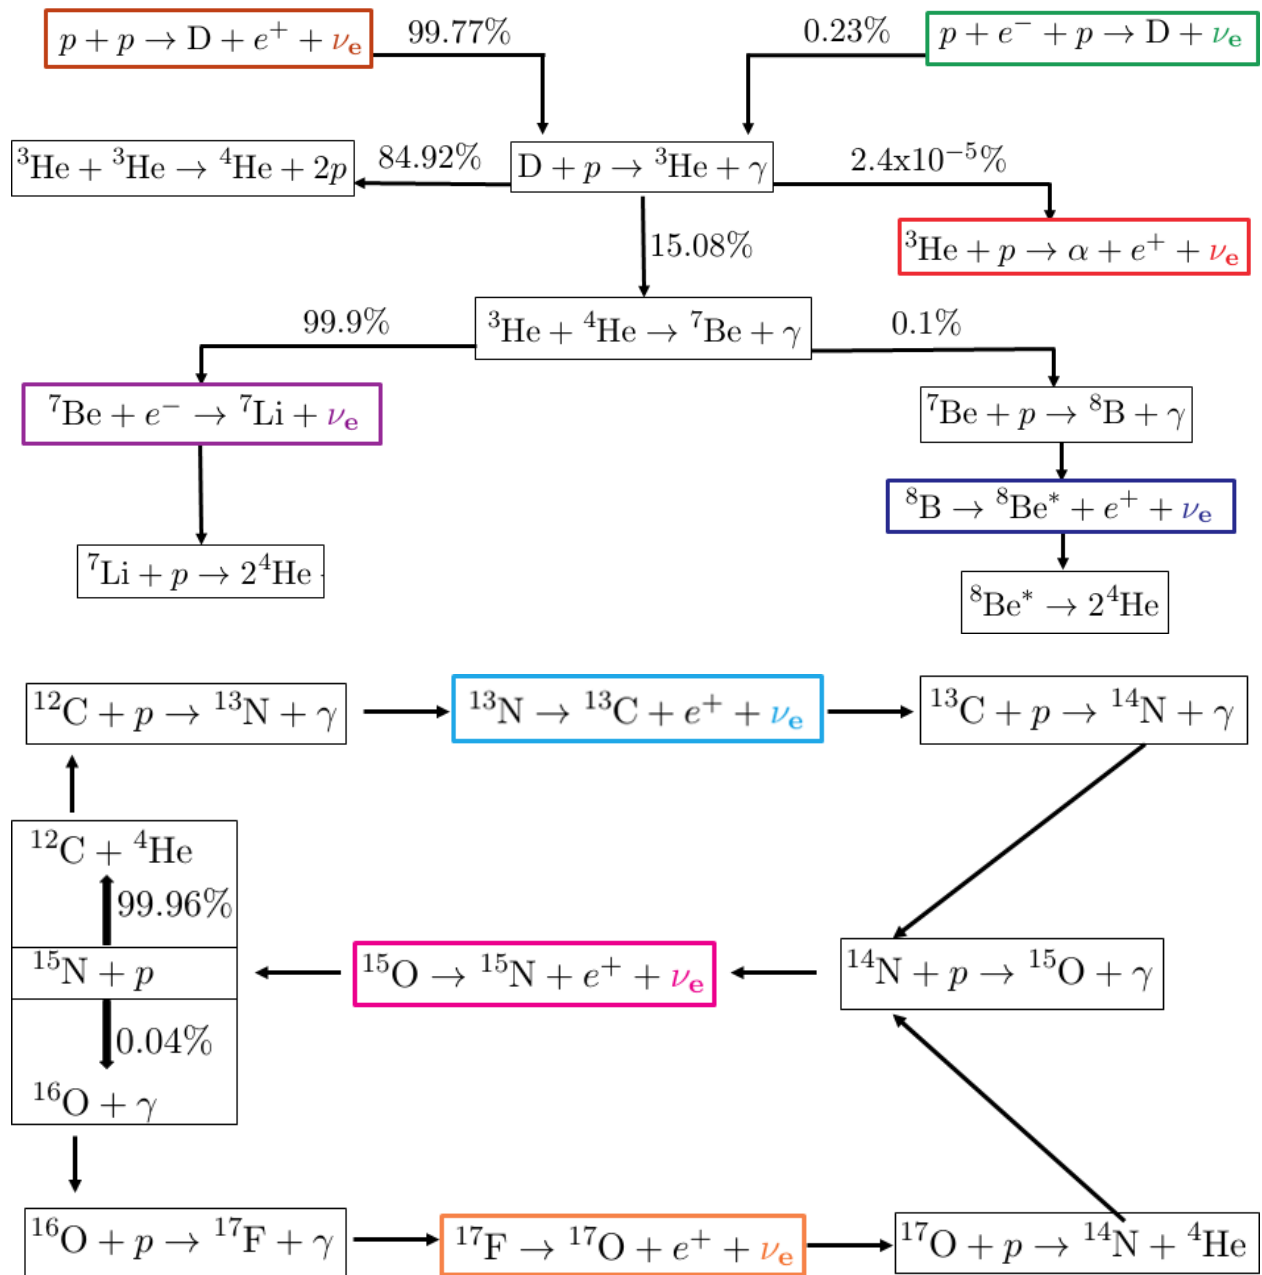 p + p → D + e⁺ + νₑ
99.77%
0.23%
p + e⁻ + p → D + νₑ
³He + ³He → ⁴He + 2p
84.92%
D + p → ³He + γ
2.4x10⁻⁵%
³He + p → α + e⁺ + νₑ
15.08%
99.9%
³He + ⁴He → ⁷Be + γ
0.1%
⁷Be + e⁻ → ⁷Li + νₑ
⁷Be + p → ⁸B + γ
⁸B → ⁸Be* + e⁺ + νₑ
⁷Li + p → 2⁴He
⁸Be* → 2⁴He
¹²C + p → ¹³N + γ
¹³N → ¹³C + e⁺ + νₑ
¹³C + p → ¹⁴N + γ
¹²C + ⁴He
99.96%
¹⁵N + p
¹⁵O → ¹⁵N + e⁺ + νₑ
¹⁴N + p → ¹⁵O + γ
0.04%
¹⁶O + γ
¹⁶O + p → ¹⁷F + γ
¹⁷F → ¹⁷O + e⁺ + νₑ
¹⁷O + p → ¹⁴N + ⁴He